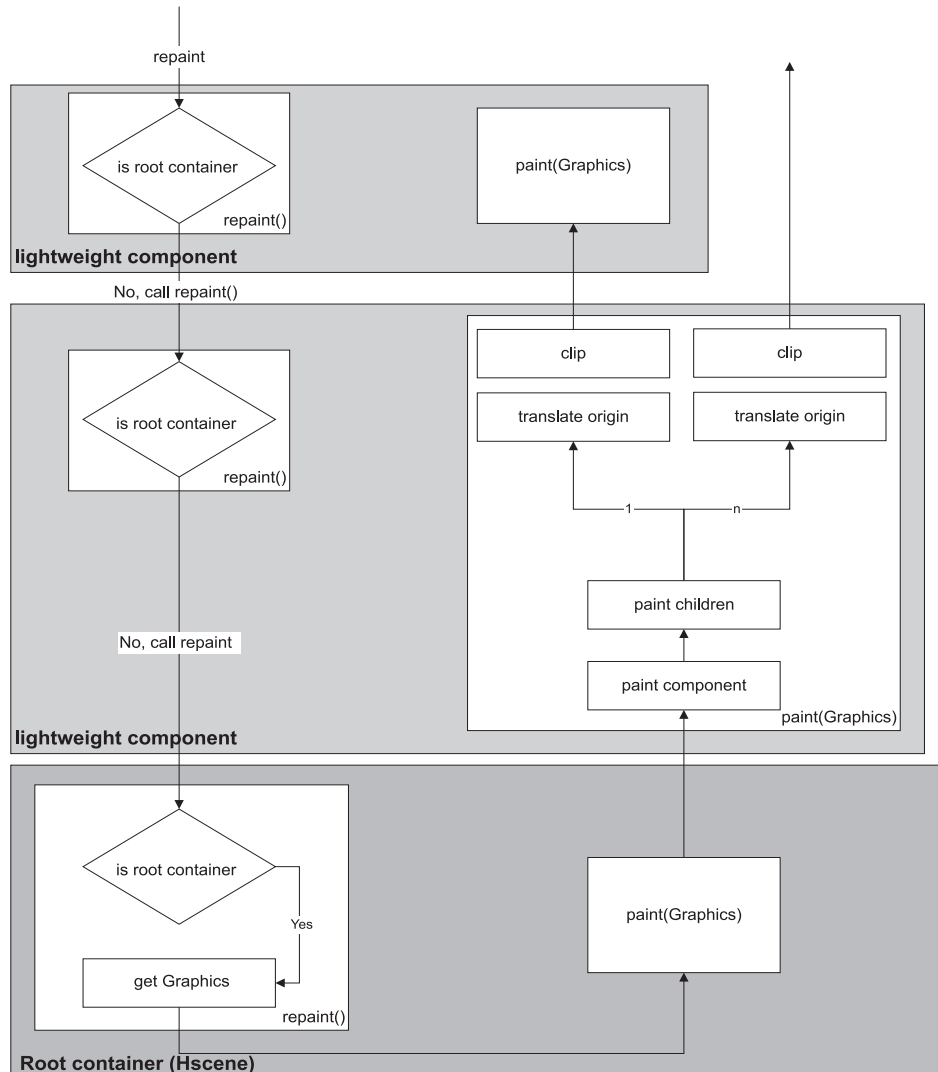 repaint
is root container
paint(Graphics)
repaint()
lightweight component
No, call repaint()
clip
clip
is root container
translate origin
translate origin
repaint()
1
n
paint children
No, call repaint
paint component
paint(Graphics)
lightweight component
is root container
paint(Graphics)
Yes
get Graphics
repaint()
Root container (Hscene)